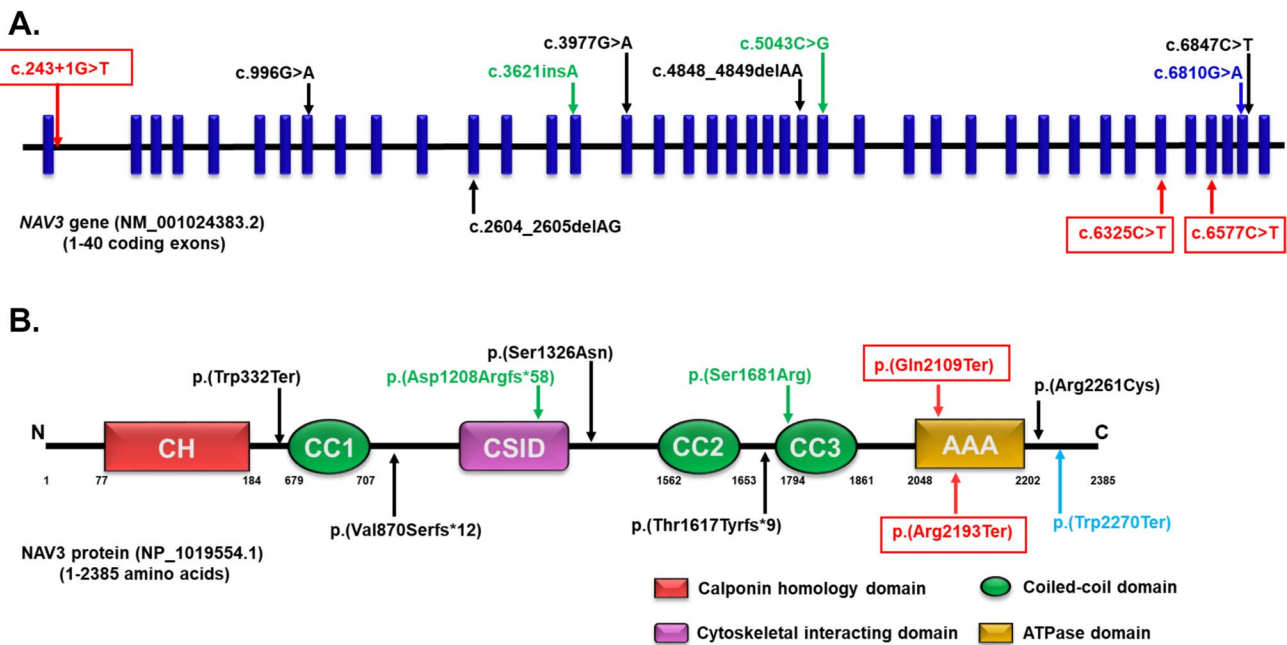 A.
c.243+1G>T
c.996G>A
c.3621insA
c.3977G>A
c.4848_4849delAA
c.5043C>G
c.6847C>T
c.6810G>A
NAV3 gene (NM_001024383.2)
(1-40 coding exons)
c.2604_2605delAG
c.6325C>T
c.6577C>T
B.
p.(Trp332Ter)
p.(Asp1208Argfs*58)
p.(Ser1326Asn)
p.(Ser1681Arg)
p.(Gln2109Ter)
p.(Arg2261Cys)
N
CH
CC1
CSID
CC2
CC3
AAA
C
1
77
184
679
707
1562
1653
1794
1861
2048
2202
2385
p.(Val870Serfs*12)
p.(Thr1617Tyrfs*9)
p.(Arg2193Ter)
p.(Trp2270Ter)
NAV3 protein (NP_1019554.1)
(1-2385 amino acids)
Calponin homology domain
Coiled-coil domain
Cytoskeletal interacting domain
ATPase domain